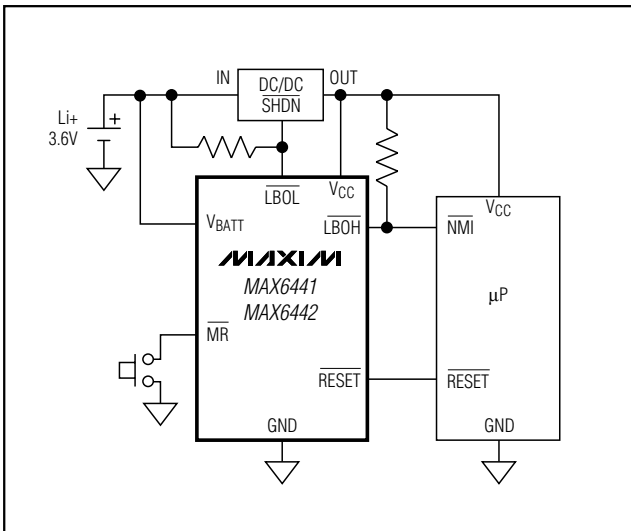 IN
DC/DC
SHDN
OUT
Li+
3.6V
+
LBOL
VCC
VBATT
LBOH
MAXIM
MAX6441
MAX6442
MR
RESET
GND
VCC
NMI
µP
RESET
GND